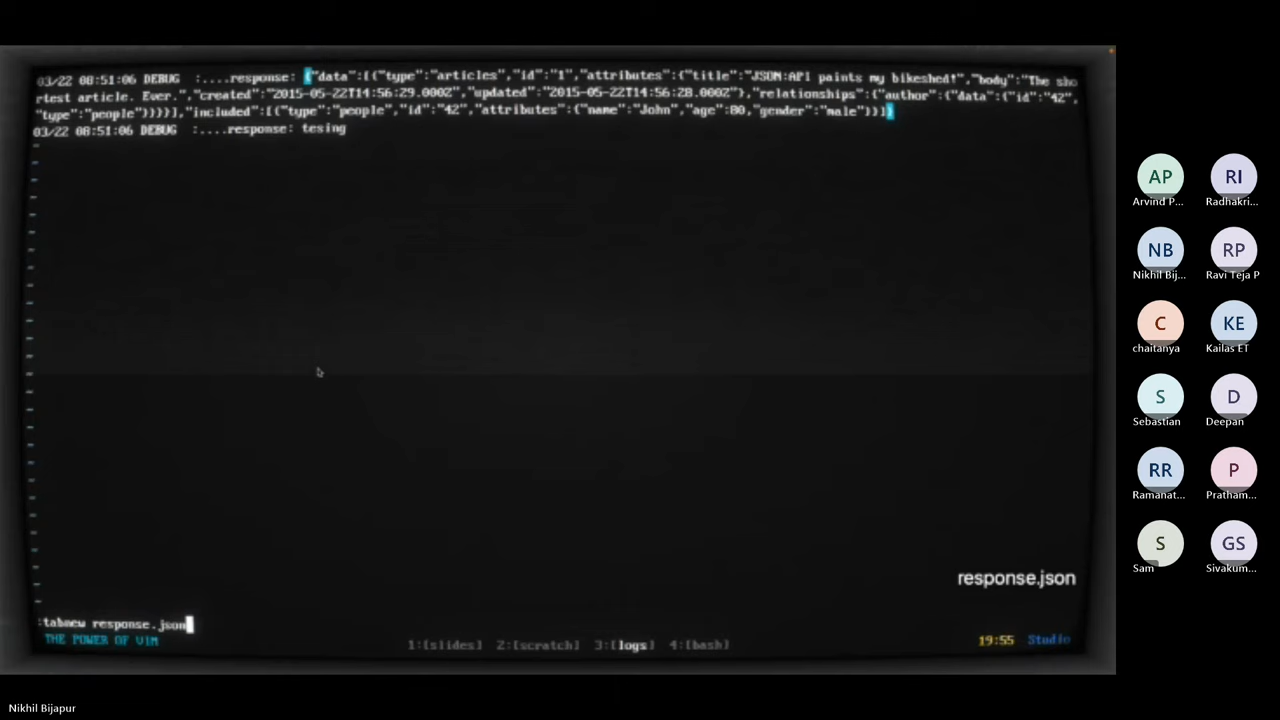 03/22 08:51:06 DEBUG  :....response: {"data":[{"type":"articles","id":"1","attributes":{"title":"JSON:API paints my bikeshed!","body":"The sho
rtest article. Ever.","created":"2015-05-22T14:56:29.000Z","updated":"2015-05-22T14:56:28.000Z"},"relationships":{"author":{"data":{"id":"42",
"type":"people"}}}}],"included":[{"type":"people","id":"42","attributes":{"name":"John","age":80,"gender":"male"}}]}
03/22 08:51:06 DEBUG  :....response: tesing
response.json
:tabnew response.json
THE POWER OF VIM
1:[slides] 2:[scratch] 3:[logs] 4:[bash]
19:55 Studio
AP RI
Arvind P... Radhakri...
NB RP
Nikhil Bij... Ravi Teja P
C KE
chaitanya Kailas ET
S D
Sebastian Deepan
RR P
Ramanat... Pratham...
S GS
Sam Sivakum...
Nikhil Bijapur